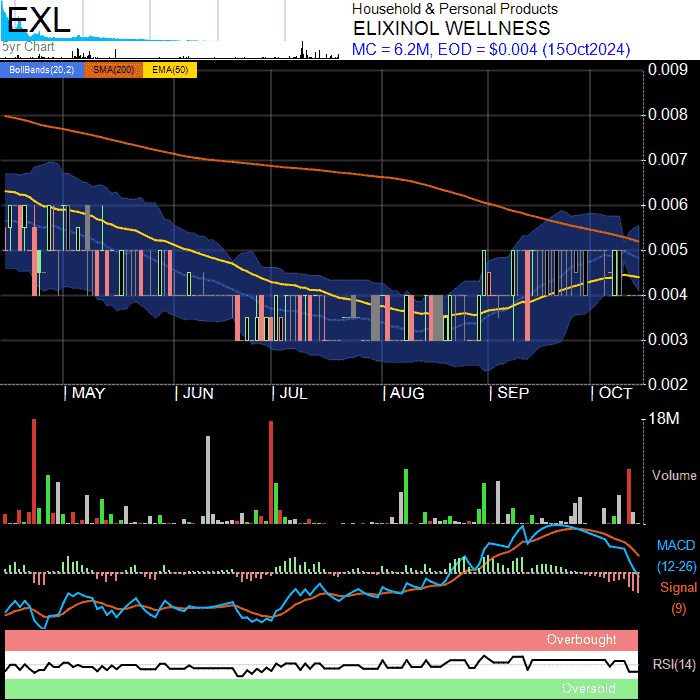 EXL
Household & Personal Products
ELIXINOL WELLNESS
5yr Chart
MC = 6.2M, EOD = $0.004 (15Oct2024)
BollBands(20,2) SMA(200) EMA(50)
0.009
0.008
0.007
0.006
0.005
0.004
0.003
0.002
MAY JUN JUL AUG SEP OCT
18M
Volume
MACD
(12-26)
Signal
(9)
Overbought
RSI(14)
Oversold